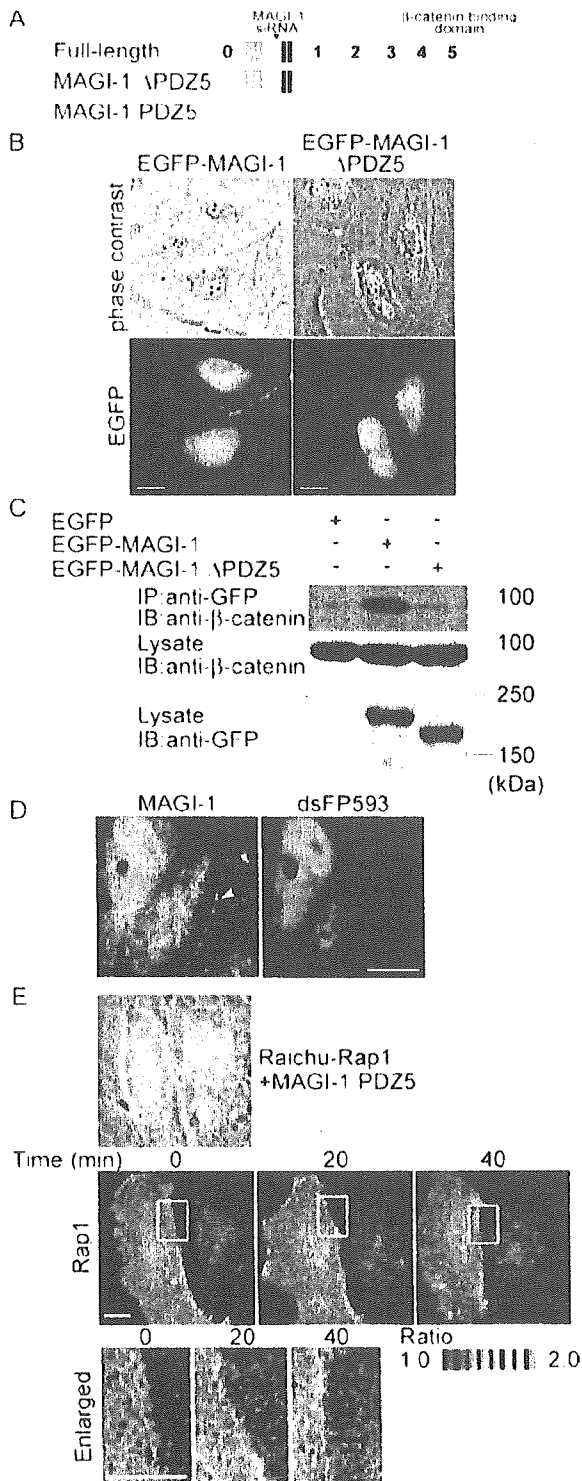 A
MAGI-1
siRNA
β-catenin binding
domain
Full-length 0 1 2 3 4 5
MAGI-1 ΔPDZ5
MAGI-1 PDZ5
B
EGFP-MAGI-1
EGFP-MAGI-1
ΔPDZ5
phase contrast
EGFP
C
EGFP + - -
EGFP-MAGI-1 - + -
EGFP-MAGI-1 ΔPDZ5 - - +
IP:anti-GFP
IB:anti-β-catenin
100
Lysate
IB:anti-β-catenin
100
250
Lysate
IB:anti-GFP
150
(kDa)
D
MAGI-1
dsFP593
E
Raichu-Rap1
+MAGI-1 PDZ5
Time (min) 0 20 40
Rap1
0 20 40
Ratio
1.0 2.0
Enlarged